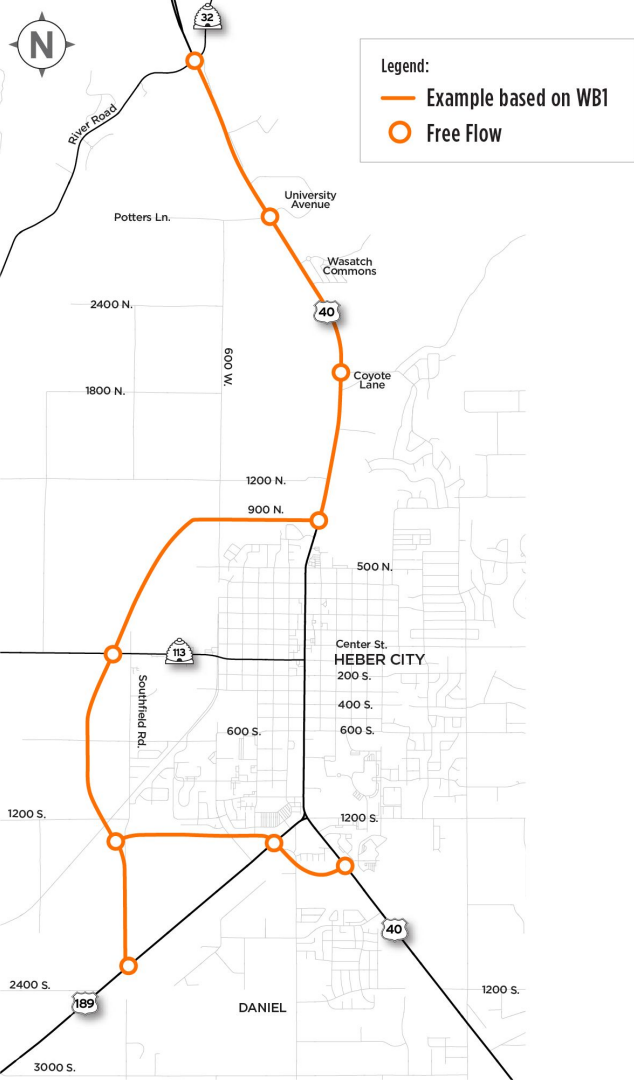 32
N
Legend:
Example based on WB1
Free Flow
River Road
University
Avenue
Potters Ln.
Wasatch
Commons
2400 N.
40
600 W.
Coyote
Lane
1800 N.
1200 N.
900 N.
500 N.
113
Center St.
HEBER CITY
200 S.
Southfield Rd.
400 S.
600 S.
600 S.
1200 S.
1200 S.
40
2400 S.
1200 S.
189
DANIEL
3000 S.